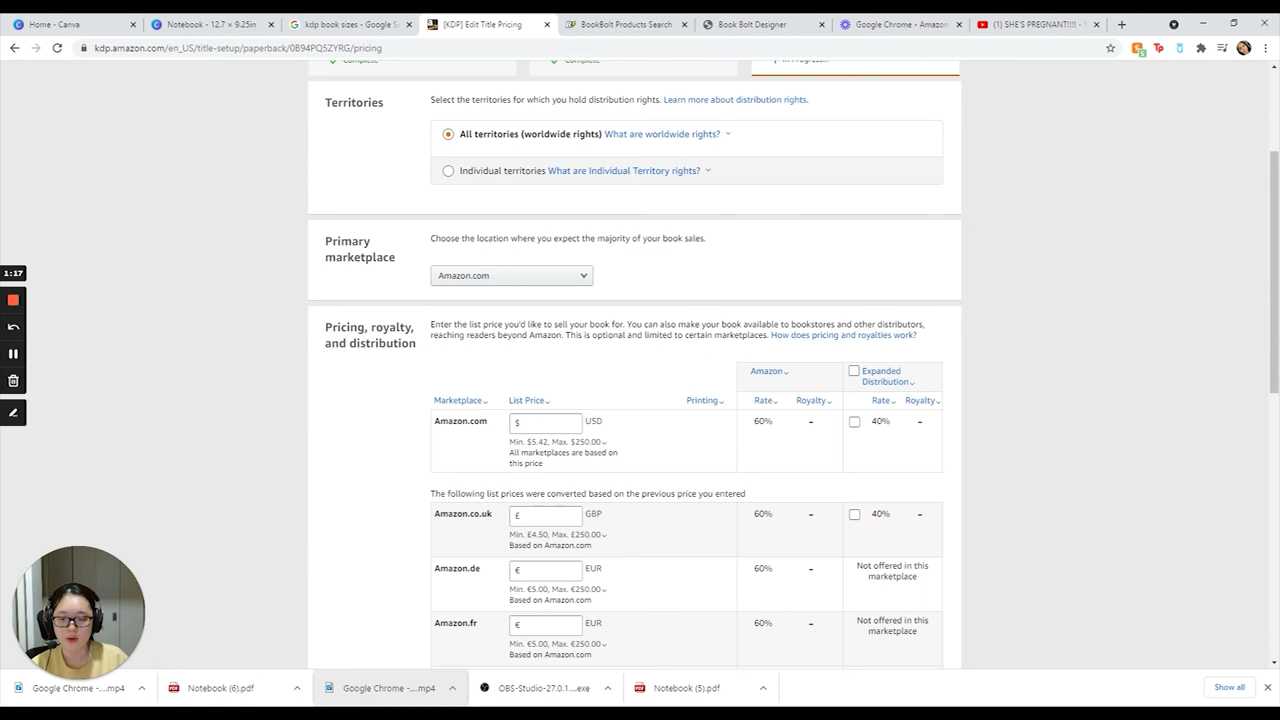 Home - Canva
Notebook - 12.7 × 9.25in
kdp book sizes - Google S
[KDP] Edit Title Pricing
BookBolt Products Search
Book Bolt Designer
Google Chrome - Amazon
(1) SHE'S PREGNANT!!!! -
kdp.amazon.com/en_US/title-setup/paperback/0B94PQ5ZYRG/pricing
Complete
Complete
Territories
Select the territories for which you hold distribution rights. Learn more about distribution rights.
All territories (worldwide rights) What are worldwide rights?
Individual territories What are Individual Territory rights?
Primary
marketplace
Choose the location where you expect the majority of your book sales.
Amazon.com
1:17
Pricing, royalty,
and distribution
Enter the list price you'd like to sell your book for. You can also make your book available to bookstores and other distributors,
reaching readers beyond Amazon. This is optional and limited to certain marketplaces. How does pricing and royalties work?
Amazon
Expanded
Distribution
Marketplace List Price Printing Rate Royalty Rate Royalty
Amazon.com $ USD 60% - 40% -
Min. $5.42, Max. $250.00
All marketplaces are based on
this price
The following list prices were converted based on the previous price you entered
Amazon.co.uk £ GBP 60% - 40% -
Min. £4.50, Max. £250.00
Based on Amazon.com
Amazon.de € EUR 60% - Not offered in this
marketplace
Min. €5.00, Max. €250.00
Based on Amazon.com
Amazon.fr € EUR 60% - Not offered in this
marketplace
Min. €5.00, Max. €250.00
Based on Amazon.com
Google Chrome -....mp4
Notebook (6).pdf
Google Chrome -....mp4
OBS-Studio-27.0.1....exe
Notebook (5).pdf
Show all